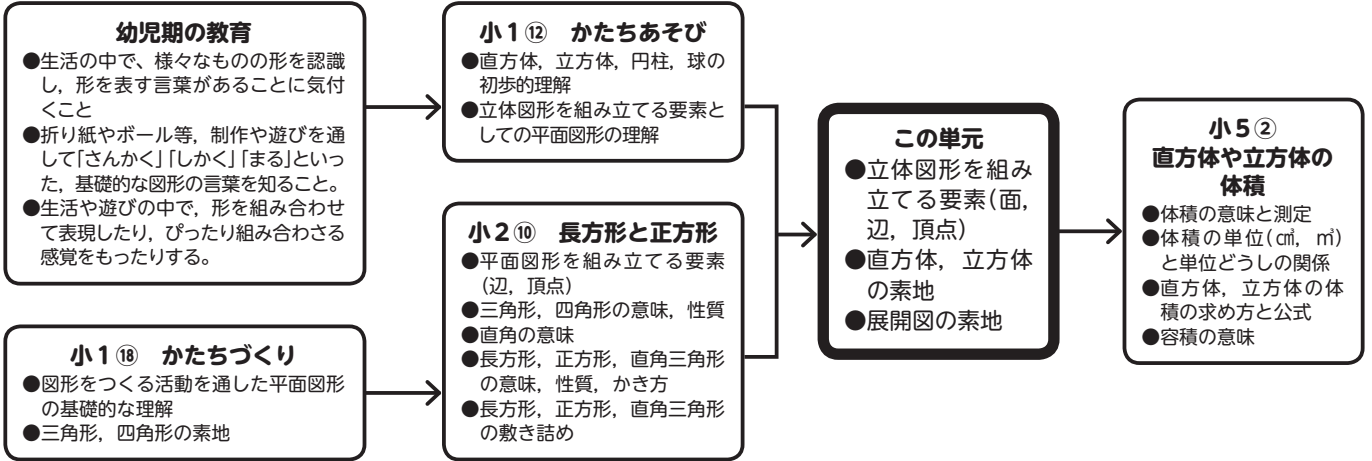 幼児期の教育
●生活の中で、様々なものの形を認識
し，形を表す言葉があることに気付
くこと
●折り紙やボール等，制作や遊びを通
して「さんかく」「しかく」「まる」といっ
た，基礎的な図形の言葉を知ること。
●生活や遊びの中で，形を組み合わせ
て表現したり，ぴったり組み合わさる
感覚をもったりする。
小1⑱　かたちづくり
●図形をつくる活動を通した平面図形
の基礎的な理解
●三角形，四角形の素地
小1⑫　かたちあそび
●直方体，立方体，円柱，球の
初歩的理解
●立体図形を組み立てる要素と
しての平面図形の理解
小2⑩　長方形と正方形
●平面図形を組み立てる要素
（辺，頂点）
●三角形，四角形の意味，性質
●直角の意味
●長方形，正方形，直角三角形
の意味，性質，かき方
●長方形，正方形，直角三角形
の敷き詰め
この単元
●立体図形を組み
立てる要素（面，
辺，頂点）
●直方体，立方体
の素地
●展開図の素地
小5②
直方体や立方体の
体積
●体積の意味と測定
●体積の単位（㎤，㎥）
と単位どうしの関係
●直方体，立方体の体
積の求め方と公式
●容積の意味